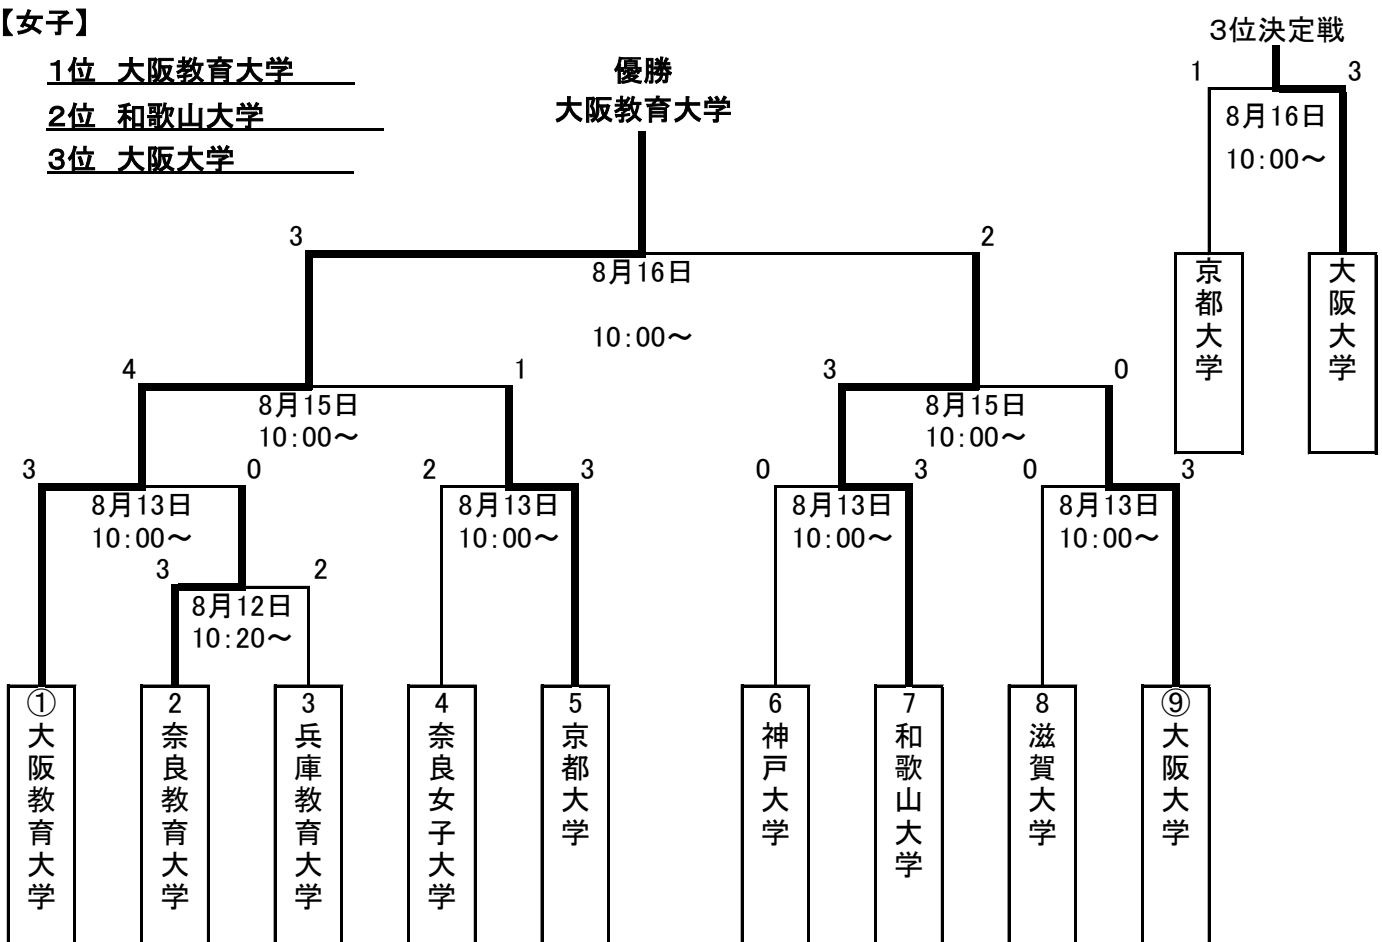 【女子】
1位 大阪教育大学
2位 和歌山大学
3位 大阪大学
優勝
大阪教育大学
3位決定戦
1
3
8月16日
10:00～
京都大学
大阪大学
3
2
8月16日
10:00～
4
1
8月15日
10:00～
3
0
8月15日
10:00～
3
0
8月13日
10:00～
2
3
8月13日
10:00～
0
3
8月13日
10:00～
0
3
8月13日
10:00～
3
2
8月12日
10:20～
①大阪教育大学
2奈良教育大学
3兵庫教育大学
4奈良女子大学
5京都大学
6神戸大学
7和歌山大学
8滋賀大学
⑨大阪大学